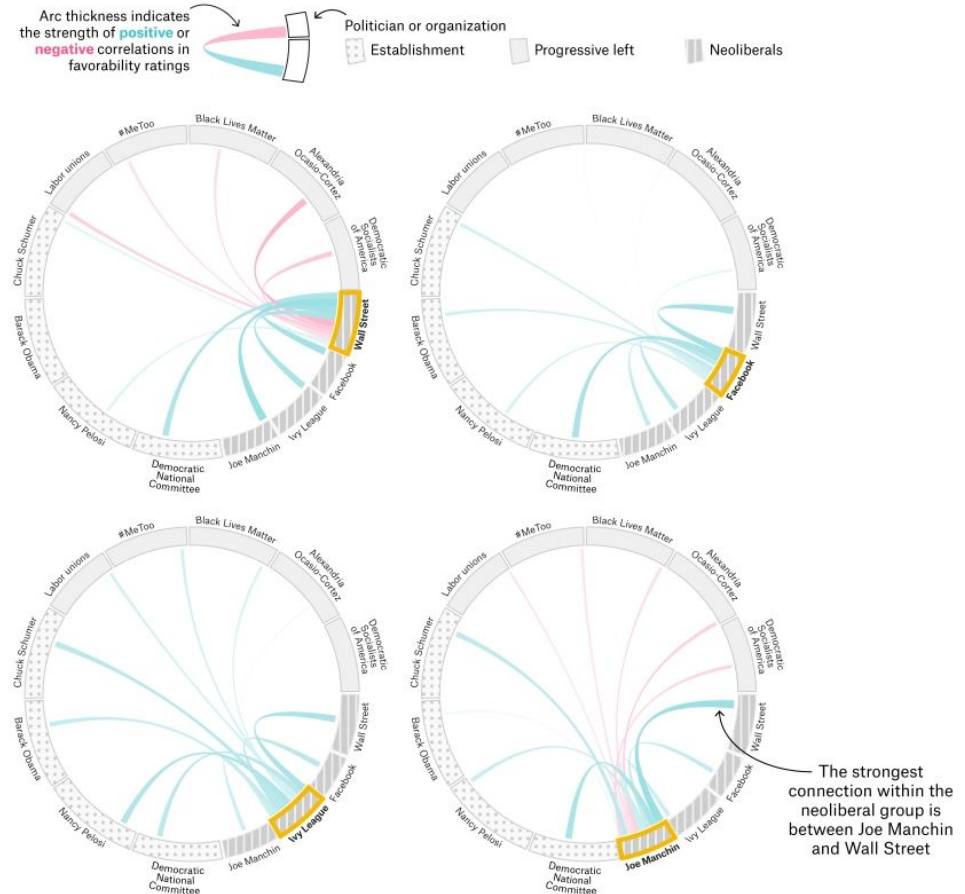 Arc thickness indicates
the strength of positive or
negative correlations in
favorability ratings
Politician or organization
Establishment
Progressive left
Neoliberals
#MeToo
Black Lives Matter
Alexandria
Ocasio-Cortez
Democratic
Socialists
of America
Wall Street
Facebook
Ivy League
Joe Manchin
Democratic
National
Committee
Nancy Pelosi
Barack Obama
Chuck Schumer
Labor unions
#MeToo
Black Lives Matter
Alexandria
Ocasio-Cortez
Democratic
Socialists
of America
Wall Street
Facebook
Ivy League
Joe Manchin
Democratic
National
Committee
Nancy Pelosi
Barack Obama
Chuck Schumer
Labor unions
#MeToo
Black Lives Matter
Alexandria
Ocasio-Cortez
Democratic
Socialists
of America
Wall Street
Facebook
Ivy League
Joe Manchin
Democratic
National
Committee
Nancy Pelosi
Barack Obama
Chuck Schumer
Labor unions
#MeToo
Black Lives Matter
Alexandria
Ocasio-Cortez
Democratic
Socialists
of America
Wall Street
Facebook
Ivy League
Joe Manchin
Democratic
National
Committee
Nancy Pelosi
Barack Obama
Chuck Schumer
Labor unions
The strongest
connection within the
neoliberal group is
between Joe Manchin
and Wall Street